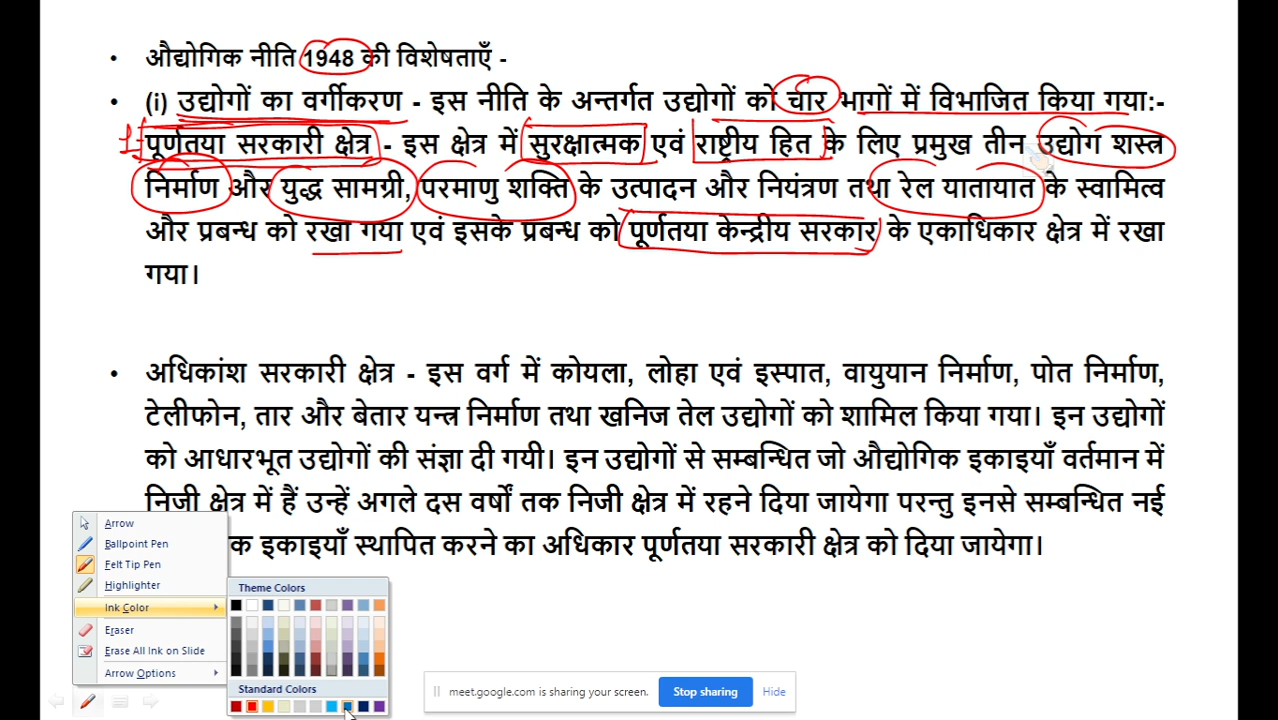 • औद्योगिक नीति 1948 की विशेषताएँ -
• (i) उद्योगों का वर्गीकरण - इस नीति के अन्तर्गत उद्योगों को चार भागों में विभाजित किया गया:-
1 पूर्णतया सरकारी क्षेत्र - इस क्षेत्र में सुरक्षात्मक एवं राष्ट्रीय हित के लिए प्रमुख तीन उद्योग शस्त्र
निर्माण और युद्ध सामग्री, परमाणु शक्ति के उत्पादन और नियंत्रण तथा रेल यातायात के स्वामित्व
और प्रबन्ध को रखा गया एवं इसके प्रबन्ध को पूर्णतया केन्द्रीय सरकार के एकाधिकार क्षेत्र में रखा
गया।
• अधिकांश सरकारी क्षेत्र - इस वर्ग में कोयला, लोहा एवं इस्पात, वायुयान निर्माण, पोत निर्माण,
टेलीफोन, तार और बेतार यन्त्र निर्माण तथा खनिज तेल उद्योगों को शामिल किया गया। इन उद्योगों
को आधारभूत उद्योगों की संज्ञा दी गयी। इन उद्योगों से सम्बन्धित जो औद्योगिक इकाइयाँ वर्तमान में
निजी क्षेत्र में हैं उन्हें अगले दस वर्षों तक निजी क्षेत्र में रहने दिया जायेगा परन्तु इनसे सम्बन्धित नई
क इकाइयाँ स्थापित करने का अधिकार पूर्णतया सरकारी क्षेत्र को दिया जायेगा।
Arrow
Ballpoint Pen
Felt Tip Pen
Highlighter
Ink Color
Eraser
Erase All Ink on Slide
Arrow Options
Theme Colors
Standard Colors
meet.google.com is sharing your screen.
Stop sharing
Hide